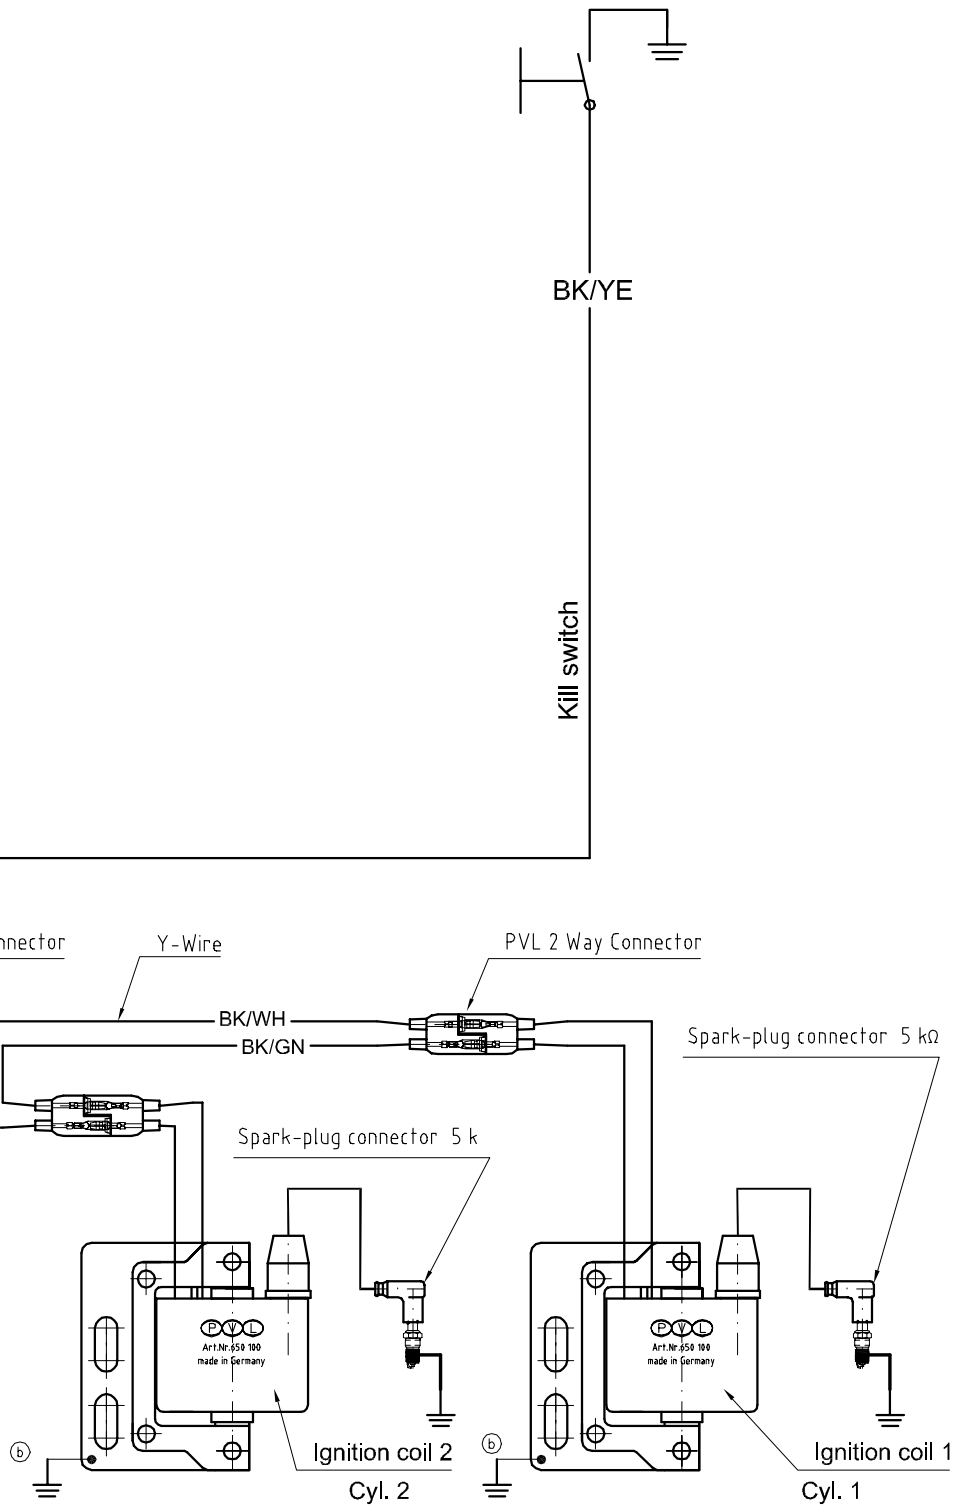 BK/YE
Kill switch
nnector
Y-Wire
PVL 2 Way Connector
BK/WH
BK/GN
Spark-plug connector 5 kΩ
Spark-plug connector 5 k
PVL
Art.Nr.650 100
made in Germany
PVL
Art.Nr.650 100
made in Germany
b
Ignition coil 2
Cyl. 2
b
Ignition coil 1
Cyl. 1